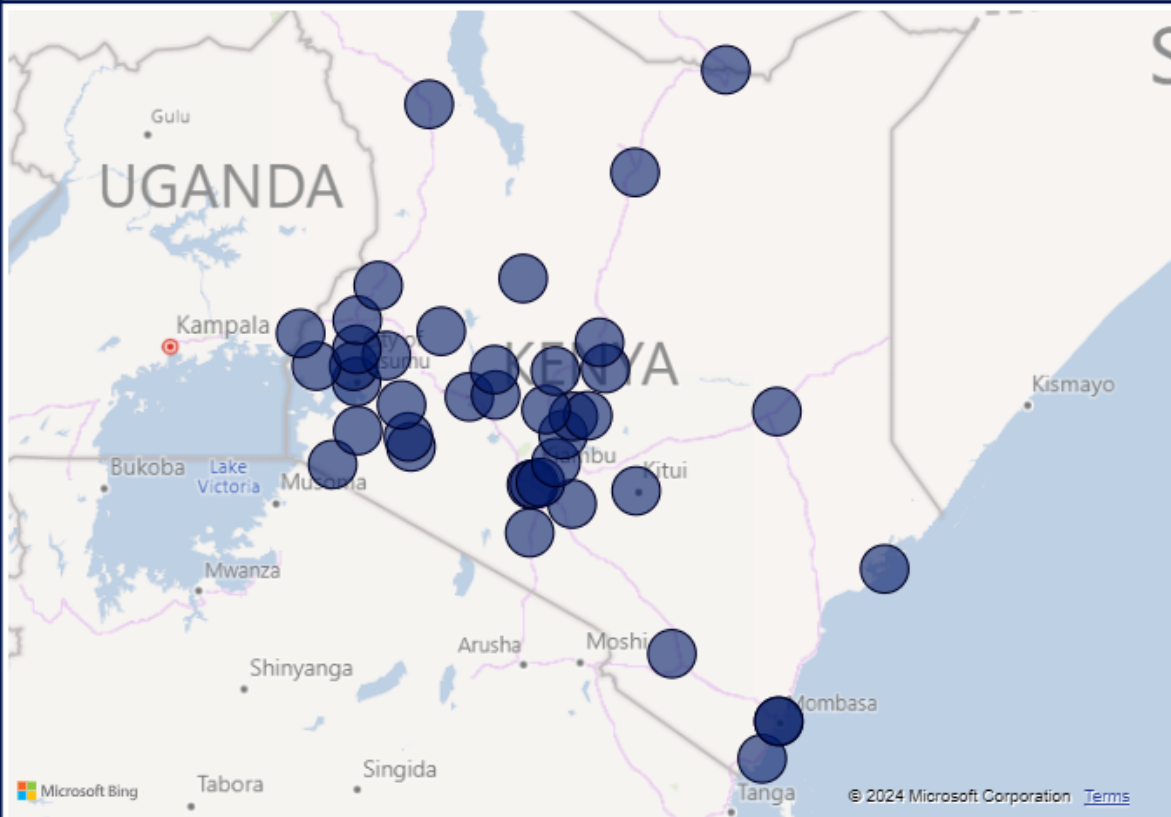 S
Gulu
UGANDA
Kampala
KENYA
Kismayo
Bukoba
Lake
Victoria
Musoma
Kitui
Mwanza
Arusha
Moshi
Shinyanga
Mombasa
Singida
Tabora
Tanga
Microsoft Bing
© 2024 Microsoft Corporation Terms